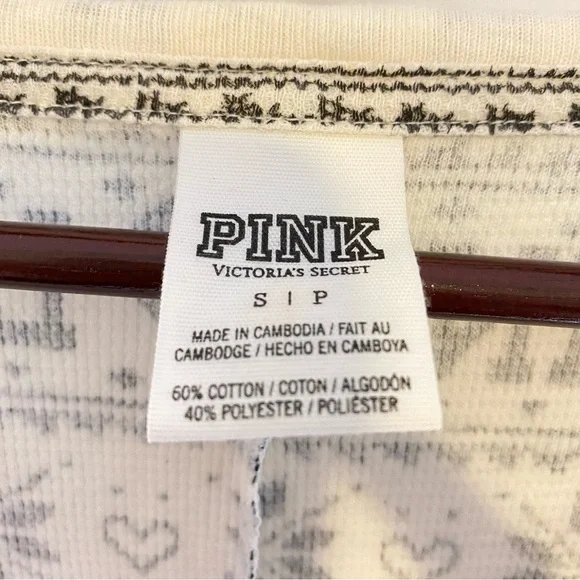 PINK
VICTORIA'S SECRET
S | P
MADE IN CAMBODIA / FAIT AU
CAMBODGE / HECHO EN CAMBOYA
60% COTTON / COTON / ALGODÓN
40% POLYESTER / POLIÉSTER